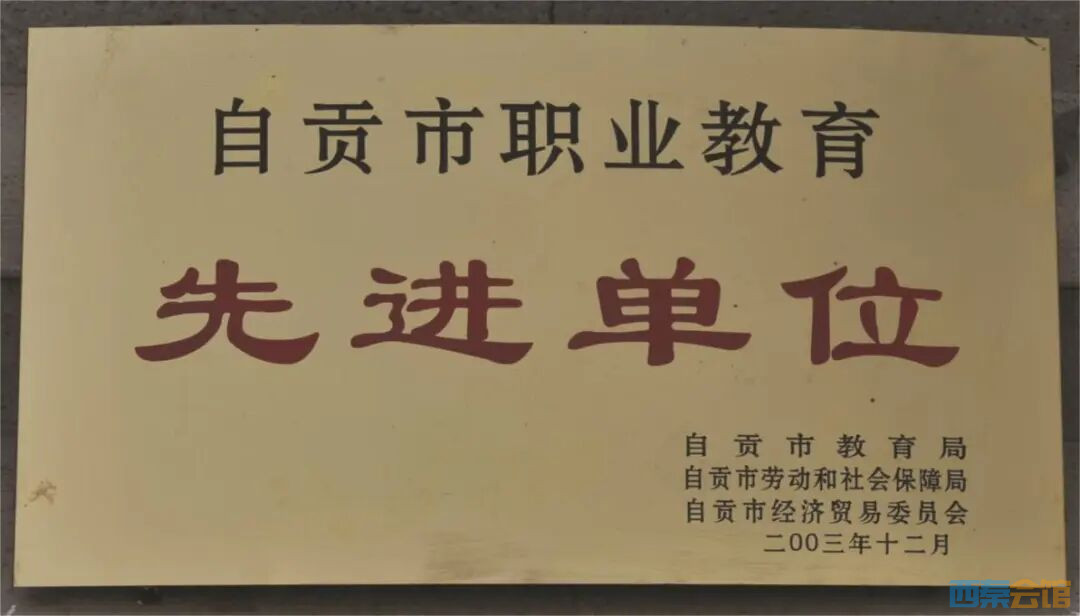 自贡市职业教育
先进单位
自贡市教育局
自贡市劳动和社会保障局
自贡市经济贸易委员会
二00三年十二月
西秦会馆